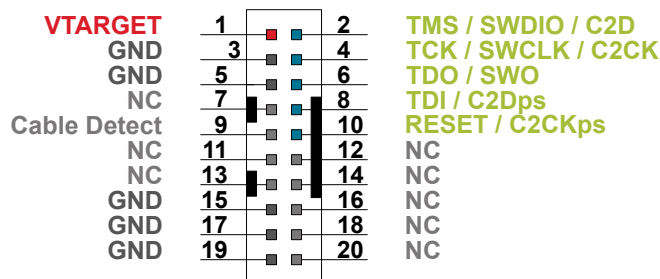 VTARGET 1 2 TMS / SWDIO / C2D
GND 3 4 TCK / SWCLK / C2CK
GND 5 6 TDO / SWO
NC 7 8 TDI / C2Dps
Cable Detect 9 10 RESET / C2CKps
NC 11 12 NC
NC 13 14 NC
GND 15 16 NC
GND 17 18 NC
GND 19 20 NC